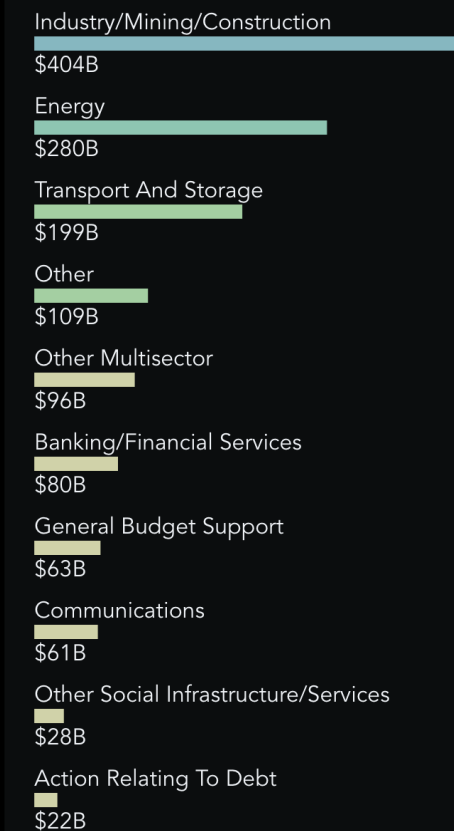 Industry/Mining/Construction
$404B
Energy
$280B
Transport And Storage
$199B
Other
$109B
Other Multisector
$96B
Banking/Financial Services
$80B
General Budget Support
$63B
Communications
$61B
Other Social Infrastructure/Services
$28B
Action Relating To Debt
$22B